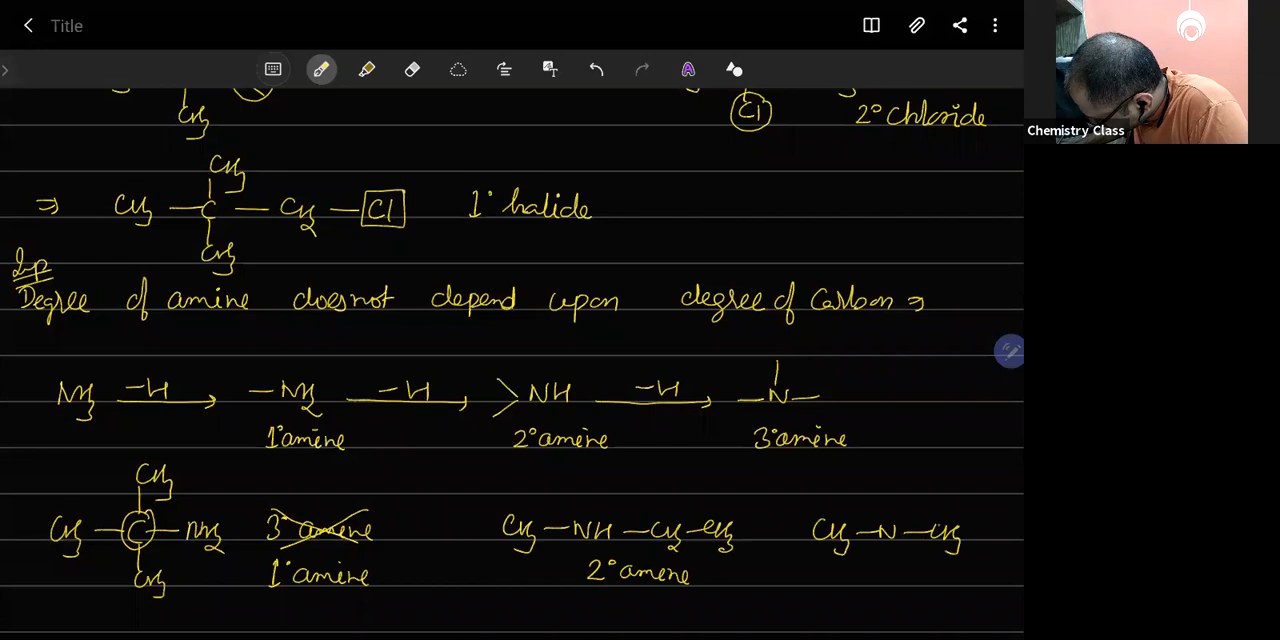 Title
CH3
Cl
2° Chloride
CH3
⇒ CH3 — C — CH2 — Cl 1° halide
CH3
Imp
Degree of amine doesnot depend upon degree of Carbon ⇒
NH3 —H → —NH2 —H → >NH —H → —N—
1°amine 2°amine 3°amine
CH3
CH3 — C — NH2 3° amine CH3 — NH — CH2 — CH3 CH3 — N — CH3
CH3 1°amine 2°amine
Chemistry Class